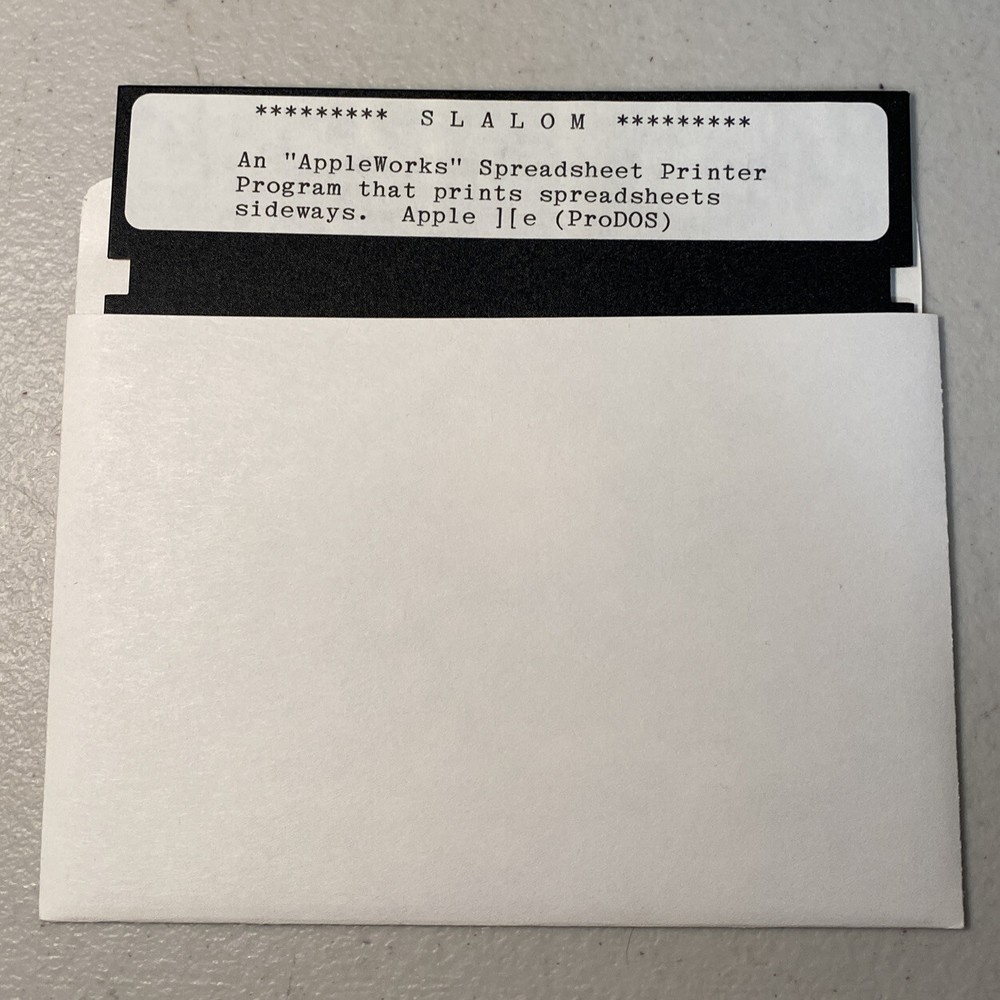 ********* S L A L O M *********
An "AppleWorks" Spreadsheet Printer
Program that prints spreadsheets
sideways.  Apple ][e (ProDOS)